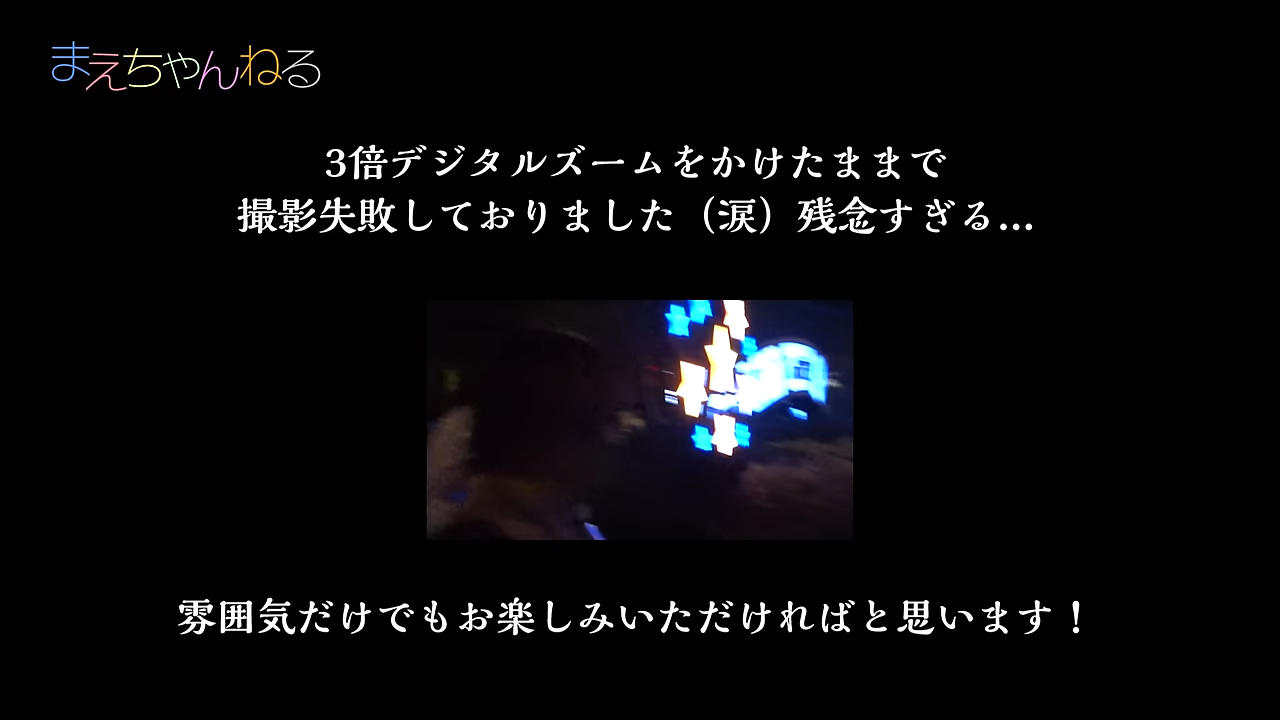 まえちゃんねる
3倍デジタルズームをかけたままで
撮影失敗しておりました（涙）残念すぎる…
雰囲気だけでもお楽しみいただければと思います！